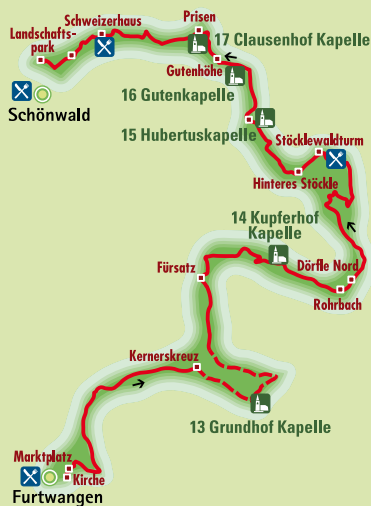 Schweizerhaus
Prisen
Landschafts-
park
17 Clausenhof Kapelle
Gutenhöhe
16 Gutenkapelle
Schönwald
15 Hubertuskapelle
Stöcklewaldturm
Hinteres Stöckle
14 Kupferhof
Kapelle
Fürsatz
Dörfle Nord
Rohrbach
Kernerskreuz
13 Grundhof Kapelle
Marktplatz
Kirche
Furtwangen